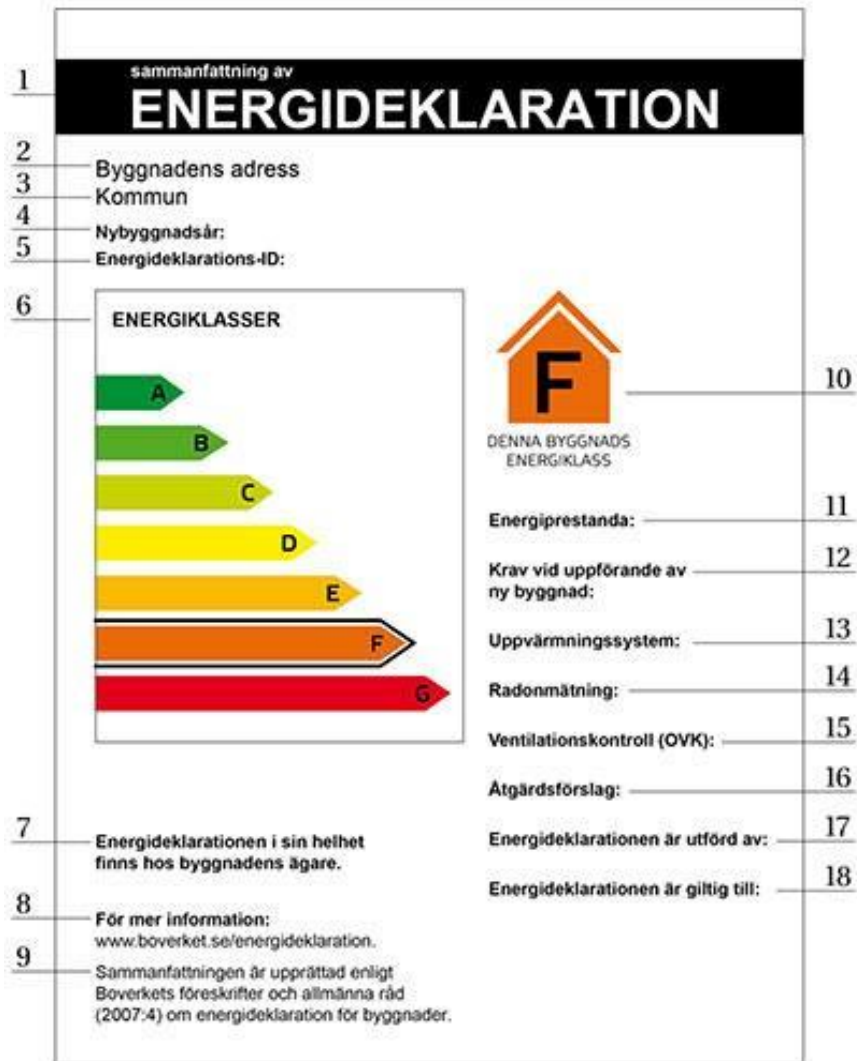 1
sammanfattning av
ENERGIDEKLARATION
2
Byggnadens adress
3
Kommun
4
Nybyggnadsår:
5
Energideklarations-ID:
6
ENERGIKLASSER
A
B
C
D
E
F
G
F
10
DENNA BYGGNADS
ENERGIKLASS
Energiprestanda:
11
Krav vid uppförande av
ny byggnad:
12
Uppvärmningssystem:
13
Radonmätning:
14
Ventilationskontroll (OVK):
15
Åtgärdsförslag:
16
7
Energideklarationen i sin helhet
finns hos byggnadens ägare.
Energideklarationen är utförd av:
17
Energideklarationen är giltig till:
18
8
För mer information:
www.boverket.se/energideklaration.
9
Sammanfattningen är upprättad enligt
Boverkets föreskrifter och allmänna råd
(2007:4) om energideklaration för byggnader.